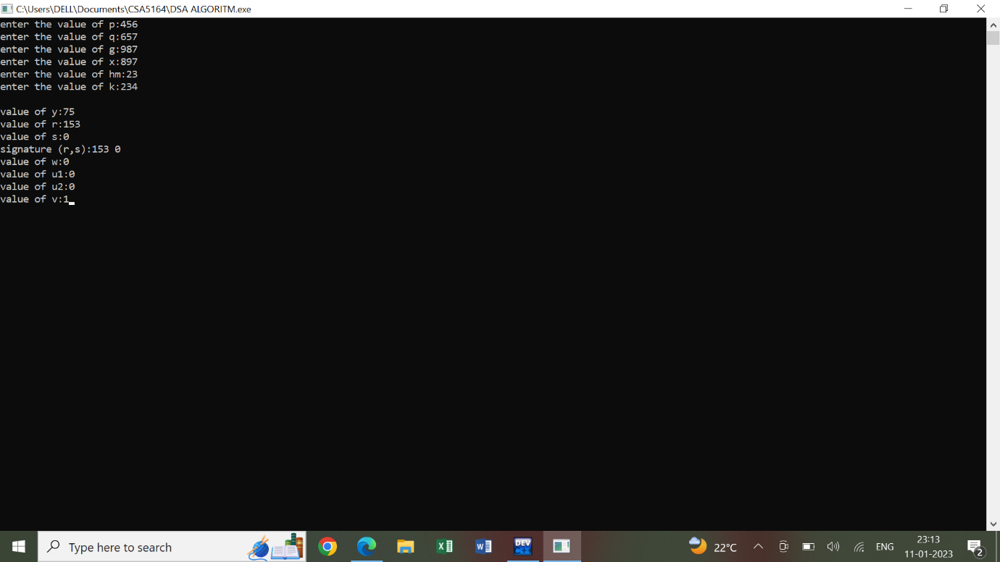 C:\Users\DELL\Documents\CSA5164\DSA ALGORITM.exe
enter the value of p:456
enter the value of q:657
enter the value of g:987
enter the value of x:897
enter the value of hm:23
enter the value of k:234
value of y:75
value of r:153
value of s:0
signature (r,s):153 0
value of w:0
value of u1:0
value of u2:0
value of v:1
Type here to search
DEV
C++
22°C
ENG
23:13
11-01-2023
2